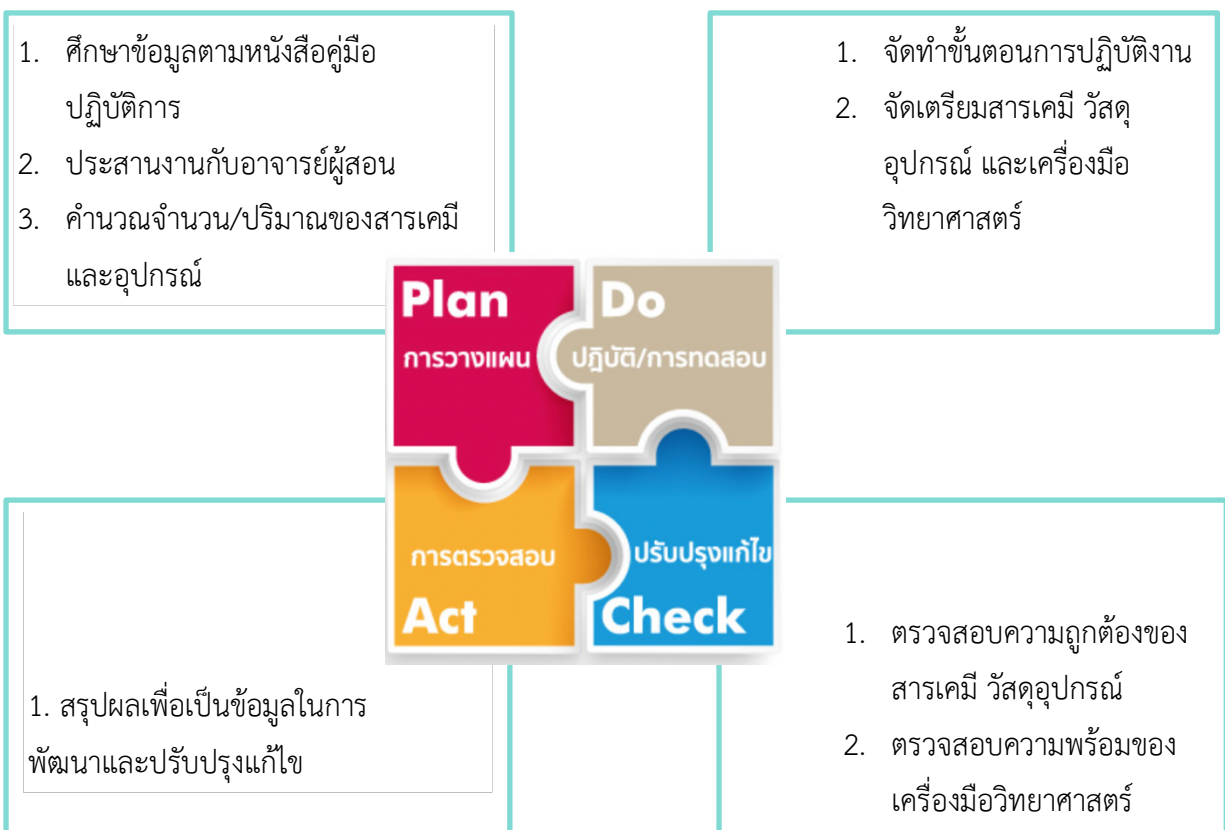 1. ศึกษาข้อมูลตามหนังสือคู่มือ
ปฏิบัติการ
2. ประสานงานกับอาจารย์ผู้สอน
3. คำนวณจำนวน/ปริมาณของสารเคมี
และอุปกรณ์
1. จัดทำขั้นตอนการปฏิบัติงาน
2. จัดเตรียมสารเคมี วัสดุ
อุปกรณ์ และเครื่องมือ
วิทยาศาสตร์
Plan
การวางแผน
Do
ปฎิบัติ/การทดสอบ
การตรวจสอบ
Act
ปรับปรุงแก้ไข
Check
1. สรุปผลเพื่อเป็นข้อมูลในการ
พัฒนาและปรับปรุงแก้ไข
1. ตรวจสอบความถูกต้องของ
สารเคมี วัสดุอุปกรณ์
2. ตรวจสอบความพร้อมของ
เครื่องมือวิทยาศาสตร์